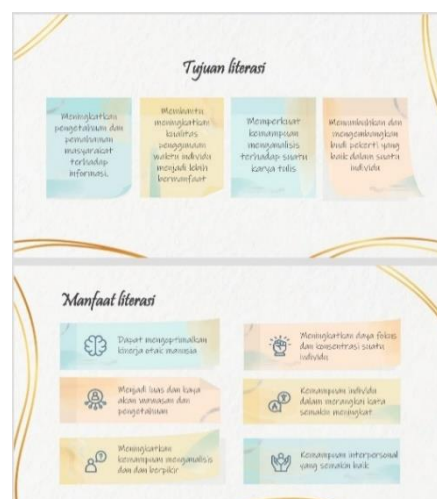 Tujuan literasi
Meningkatkan
pengetahuan dan
pemahaman
masyarakat
terhadap
informasi.
Membantu
meningkatkan
kualitas
penggunaan
waktu individu
menjadi lebih
bermanfaat
Memperkuat
kemampuan
menganalisis
terhadap suatu
karya tulis
Menumbuhkan dan
mengembangkan
budi pekerti yang
baik dalam suatu
individu
Manfaat literasi
Dapat mengoptimalkan
kinerja otak manusia
Meningkatkan daya fokus
dan konsentrasi suatu
individu
Menjadi luas dan kaya
akan wawasan dan
pengetahuan
Kemampuan individu
dalam merangkai kata
semakin meningkat
Meningkatkan
kemampuan menganalisis
dan dan berpikir
Kemampuan interpersonal
yang semakin baik